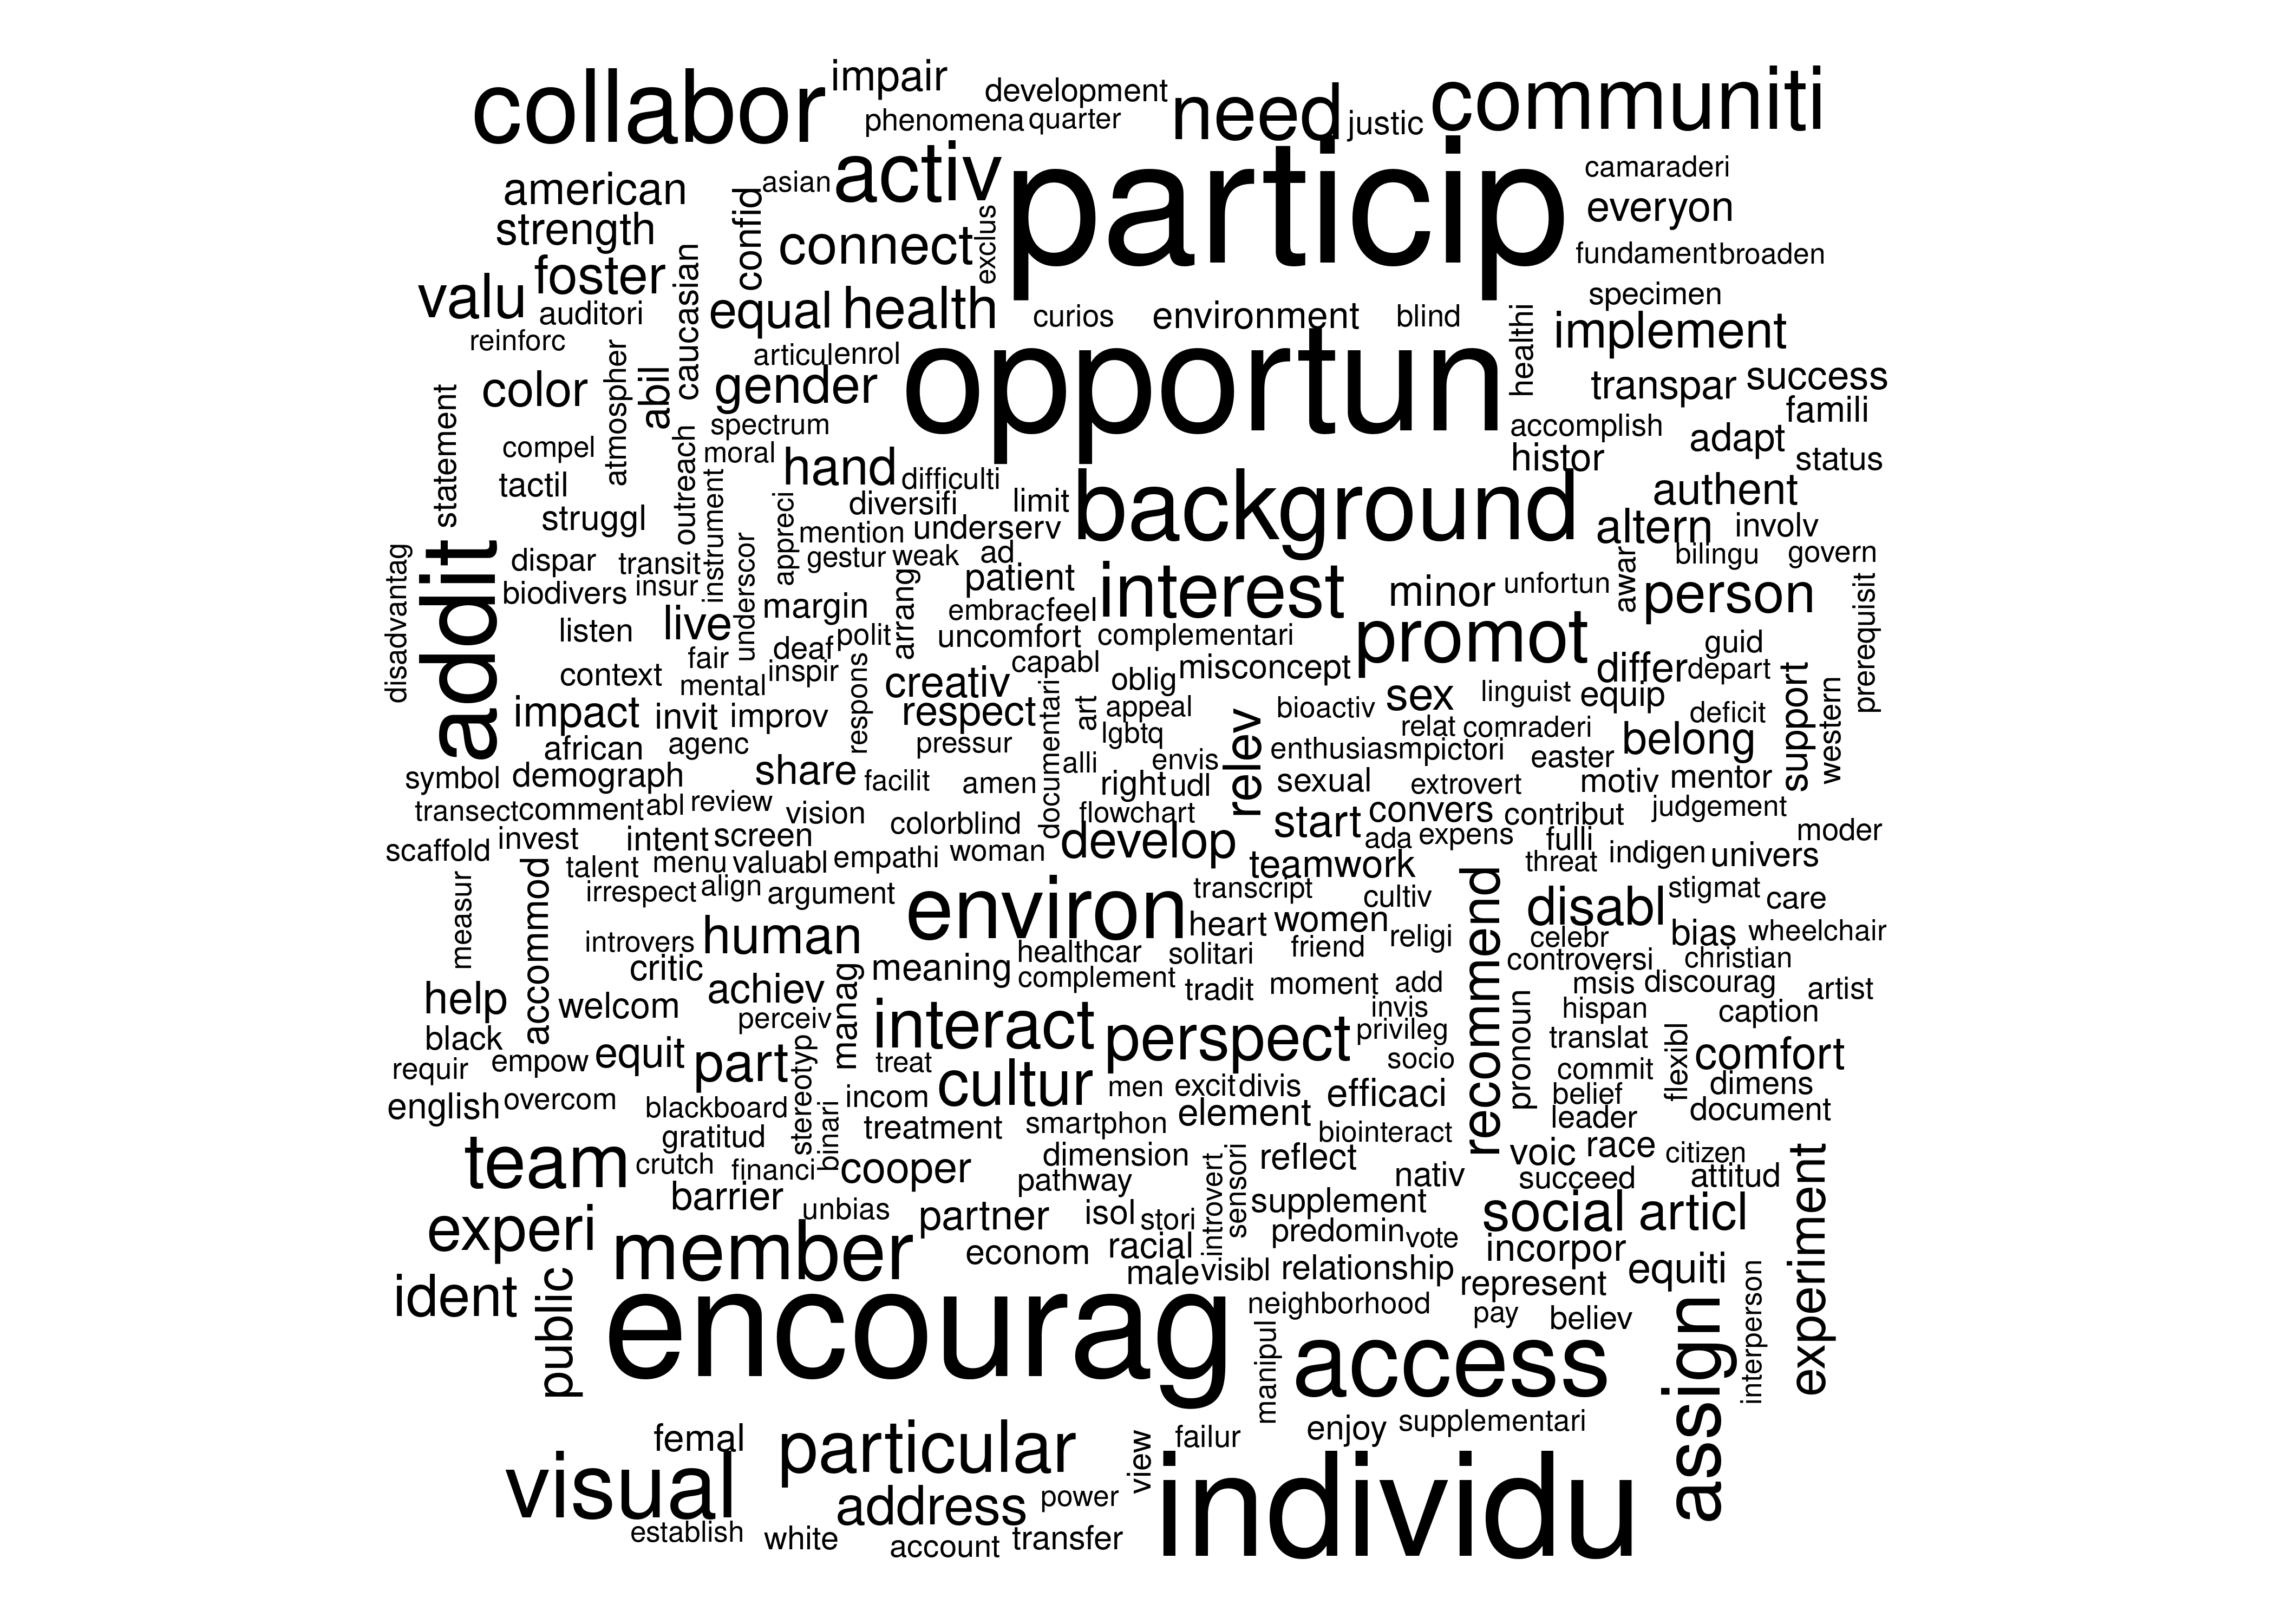 collabor
impair
development
need
communiti
phenomena
quarter
justic
american
asian
activ
particip
camaraderi
everyon
strength
confid
connect
exclus
fundament
broaden
valu
foster
auditori
caucasian
equal
health
curios
environment
blind
specimen
implement
healthi
reinforc
articul
enrol
opportun
color
atmospher
abil
gender
transpar
success
famili
statement
spectrum
accomplish
adapt
compel
outreach
moral
hand
difficulti
histor
status
tactil
instrument
appreci
diversifi
limit
background
authent
struggl
mention
underserv
altern
involv
addit
dispar
transit
underscor
gestur
weak
ad
bilingu
govern
disadvantag
biodivers
insur
patient
interest
minor
unfortun
awar
person
prerequisit
listen
live
margin
arrang
embrac
feel
deaf
polit
uncomfort
complementari
promot
guid
context
fair
mental
inspir
respons
creativ
capabl
oblig
misconcept
differ
depart
support
impact
invit
improv
respect
documentari
art
appeal
bioactiv
sex
linguist
equip
deficit
western
african
agenc
pressur
lgbtq
relev
relat
comraderi
belong
symbol
demograph
share
facilit
amen
alli
envis
enthusiasm
pictori
easter
motiv
mentor
right
udl
sexual
extrovert
transect
comment
abl
review
vision
colorblind
flowchart
start
convers
contribut
judgement
scaffold
invest
intent
screen
develop
ada
expens
fulli
moder
talent
menu
valuabl
empathi
woman
teamwork
threat
indigen
univers
measur
accommod
irrespect
align
argument
environ
transcript
cultiv
recommend
disabl
stigmat
care
introvers
human
heart
women
religi
celebr
bias
wheelchair
critic
meaning
healthcar
solitari
friend
controversi
christian
help
welcom
achiev
manag
complement
tradit
moment
add
msis
discourag
artist
black
perceiv
interact
perspect
invis
privileg
pronoun
hispan
caption
translat
requir
empow
equit
part
stereotyp
treat
socio
flexibl
comfort
english
overcom
blackboard
binari
incom
cultur
men
excit
divis
efficaci
commit
belief
dimens
gratitud
treatment
smartphon
element
biointeract
leader
document
team
crutch
financi
cooper
dimension
introvert
sensori
reflect
nativ
voic
race
citizen
experiment
barrier
unbias
partner
pathway
supplement
succeed
attitud
experi
member
isol
stori
predomin
vote
social
articl
econom
racial
incorpor
ident
public
male
visibl
relationship
represent
equiti
interperson
encourag
neighborhood
pay
believ
assign
manipul
access
femal
particular
view
failur
enjoy
supplementari
visual
address
power
individu
establish
white
account
transfer